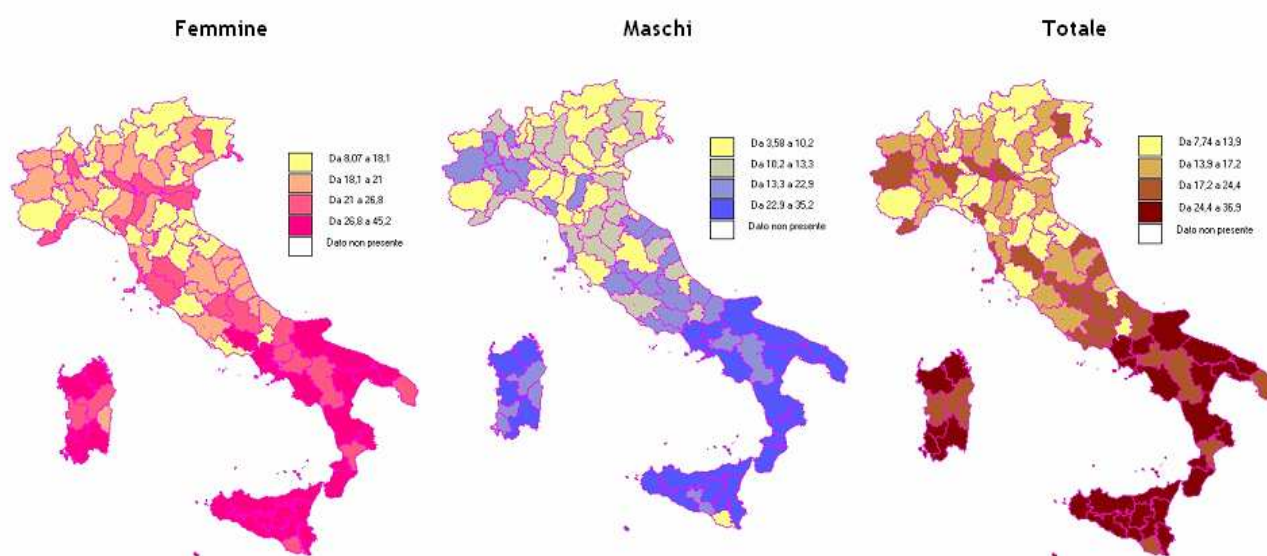 Femmine
Da 8,07 a 18,1
Da 18,1 a 21
Da 21 a 26,8
Da 26,8 a 45,2
Dato non presente
Maschi
Da 3,58 a 10,2
Da 10,2 a 13,3
Da 13,3 a 22,9
Da 22,9 a 35,2
Dato non presente
Totale
Da 7,74 a 13,9
Da 13,9 a 17,2
Da 17,2 a 24,4
Da 24,4 a 36,9
Dato non presente